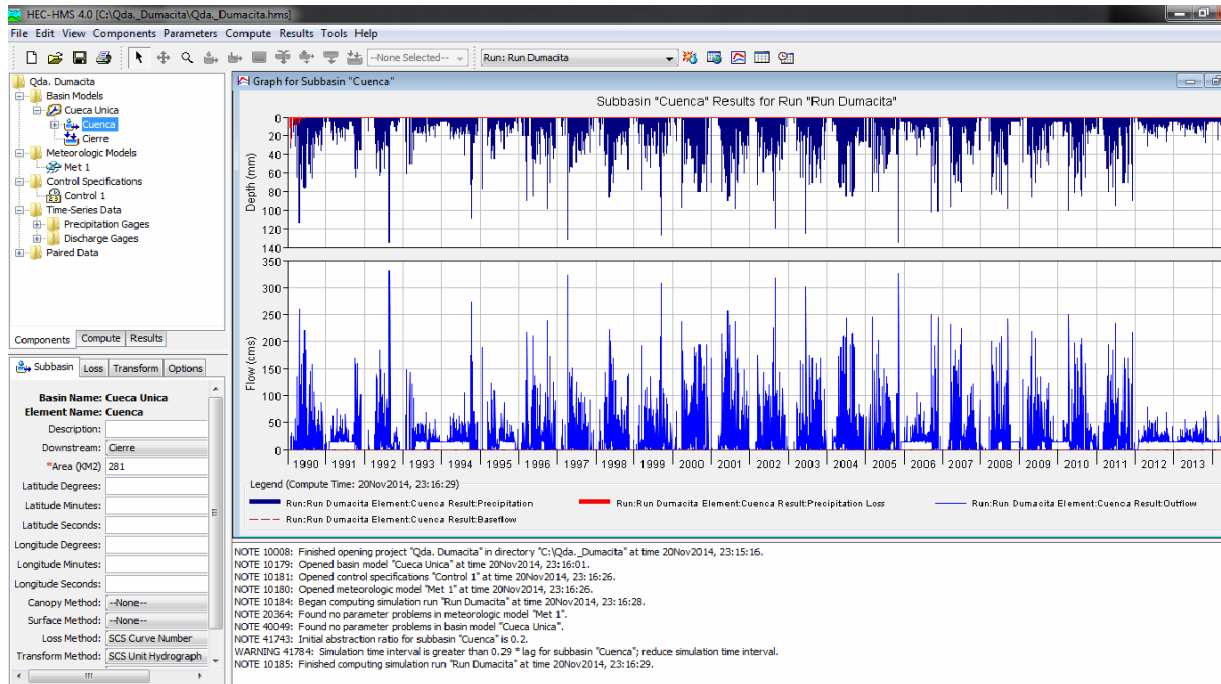 HEC-HMS 4.0 [C:\Qda._Dumacita\Qda._Dumacita.hms]
File Edit View Components Parameters Compute Results Tools Help
--None Selected--
Run: Run Dumacita
Qda. Dumacita
Basin Models
Cueca Unica
Cuenca
Cierre
Meteorologic Models
Met 1
Control Specifications
Control 1
Time-Series Data
Precipitation Gages
Discharge Gages
Paired Data
Components Compute Results
Subbasin Loss Transform Options
Basin Name: Cueca Unica
Element Name: Cuenca
Description:
Downstream: Cierre
*Area (KM2) 281
Latitude Degrees:
Latitude Minutes:
Latitude Seconds:
Longitude Degrees:
Longitude Minutes:
Longitude Seconds:
Canopy Method: --None--
Surface Method: --None--
Loss Method: SCS Curve Number
Transform Method: SCS Unit Hydrograph
Graph for Subbasin "Cuenca"
Subbasin "Cuenca" Results for Run "Run Dumacita"
Depth (mm)
0
20
40
60
80
100
120
140
Flow (cms)
350
300
250
200
150
100
50
0
1990 1991 1992 1993 1994 1995 1996 1997 1998 1999 2000 2001 2002 2003 2004 2005 2006 2007 2008 2009 2010 2011 2012 2013
Legend (Compute Time: 20Nov2014, 23:16:29)
Run:Run Dumacita Element:Cuenca Result:Precipitation
Run:Run Dumacita Element:Cuenca Result:Precipitation Loss
Run:Run Dumacita Element:Cuenca Result:Outflow
Run:Run Dumacita Element:Cuenca Result:Baseflow
NOTE 10008: Finished opening project "Qda. Dumacita" in directory "C:\Qda._Dumacita" at time 20Nov2014, 23:15:16.
NOTE 10179: Opened basin model "Cueca Unica" at time 20Nov2014, 23:16:01.
NOTE 10181: Opened control specifications "Control 1" at time 20Nov2014, 23:16:26.
NOTE 10180: Opened meteorologic model "Met 1" at time 20Nov2014, 23:16:26.
NOTE 10184: Began computing simulation run "Run Dumacita" at time 20Nov2014, 23:16:28.
NOTE 20364: Found no parameter problems in meteorologic model "Met 1".
NOTE 40049: Found no parameter problems in basin model "Cueca Unica".
NOTE 41743: Initial abstraction ratio for subbasin "Cuenca" is 0.2.
WARNING 41784: Simulation time interval is greater than 0.29 * lag for subbasin "Cuenca"; reduce simulation time interval.
NOTE 10185: Finished computing simulation run "Run Dumacita" at time 20Nov2014, 23:16:29.